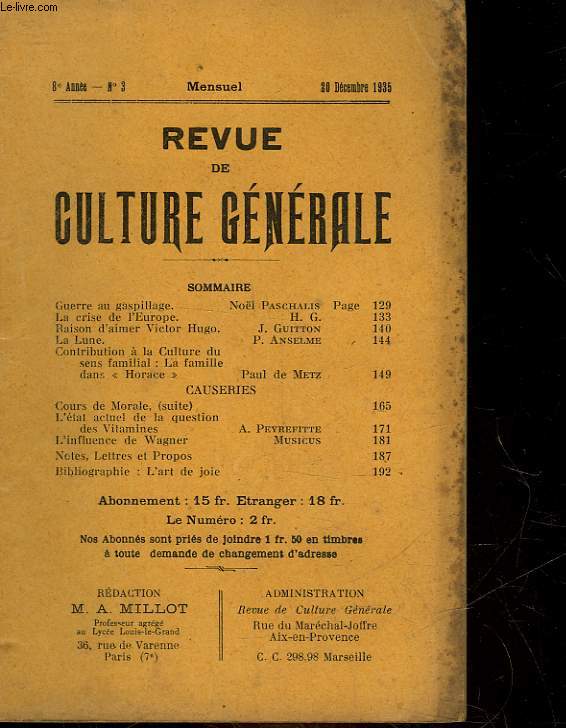 Le-livre.com
8e Année — No 3 Mensuel 20 Décembre 1935
REVUE
DE
CULTURE GÉNÉRALE
SOMMAIRE
Guerre au gaspillage. Noël PASCHALIS Page 129
La crise de l'Europe. H. G. 133
Raison d'aimer Victor Hugo. J. GUITTON 140
La Lune. P. ANSELME 144
Contribution à la Culture du
sens familial : La famille
dans « Horace » Paul de METZ 149
CAUSERIES
Cours de Morale, (suite) 165
L'état actuel de la question
des Vitamines A. PEYREFITTE 171
L'influence de Wagner MUSICUS 181
Notes, Lettres et Propos 187
Bibliographie : L'art de joie 192
Abonnement : 15 fr. Etranger : 18 fr.
Le Numéro : 2 fr.
Nos Abonnés sont priés de joindre 1 fr. 50 en timbres
à toute demande de changement d'adresse
RÉDACTION
M. A. MILLOT
Professeur agrégé
au Lycée Louis-le-Grand
36, rue de Varenne
Paris (7e)
ADMINISTRATION
Revue de Culture Générale
Rue du Maréchal-Joffre
Aix-en-Provence
C. C. 298.98 Marseille